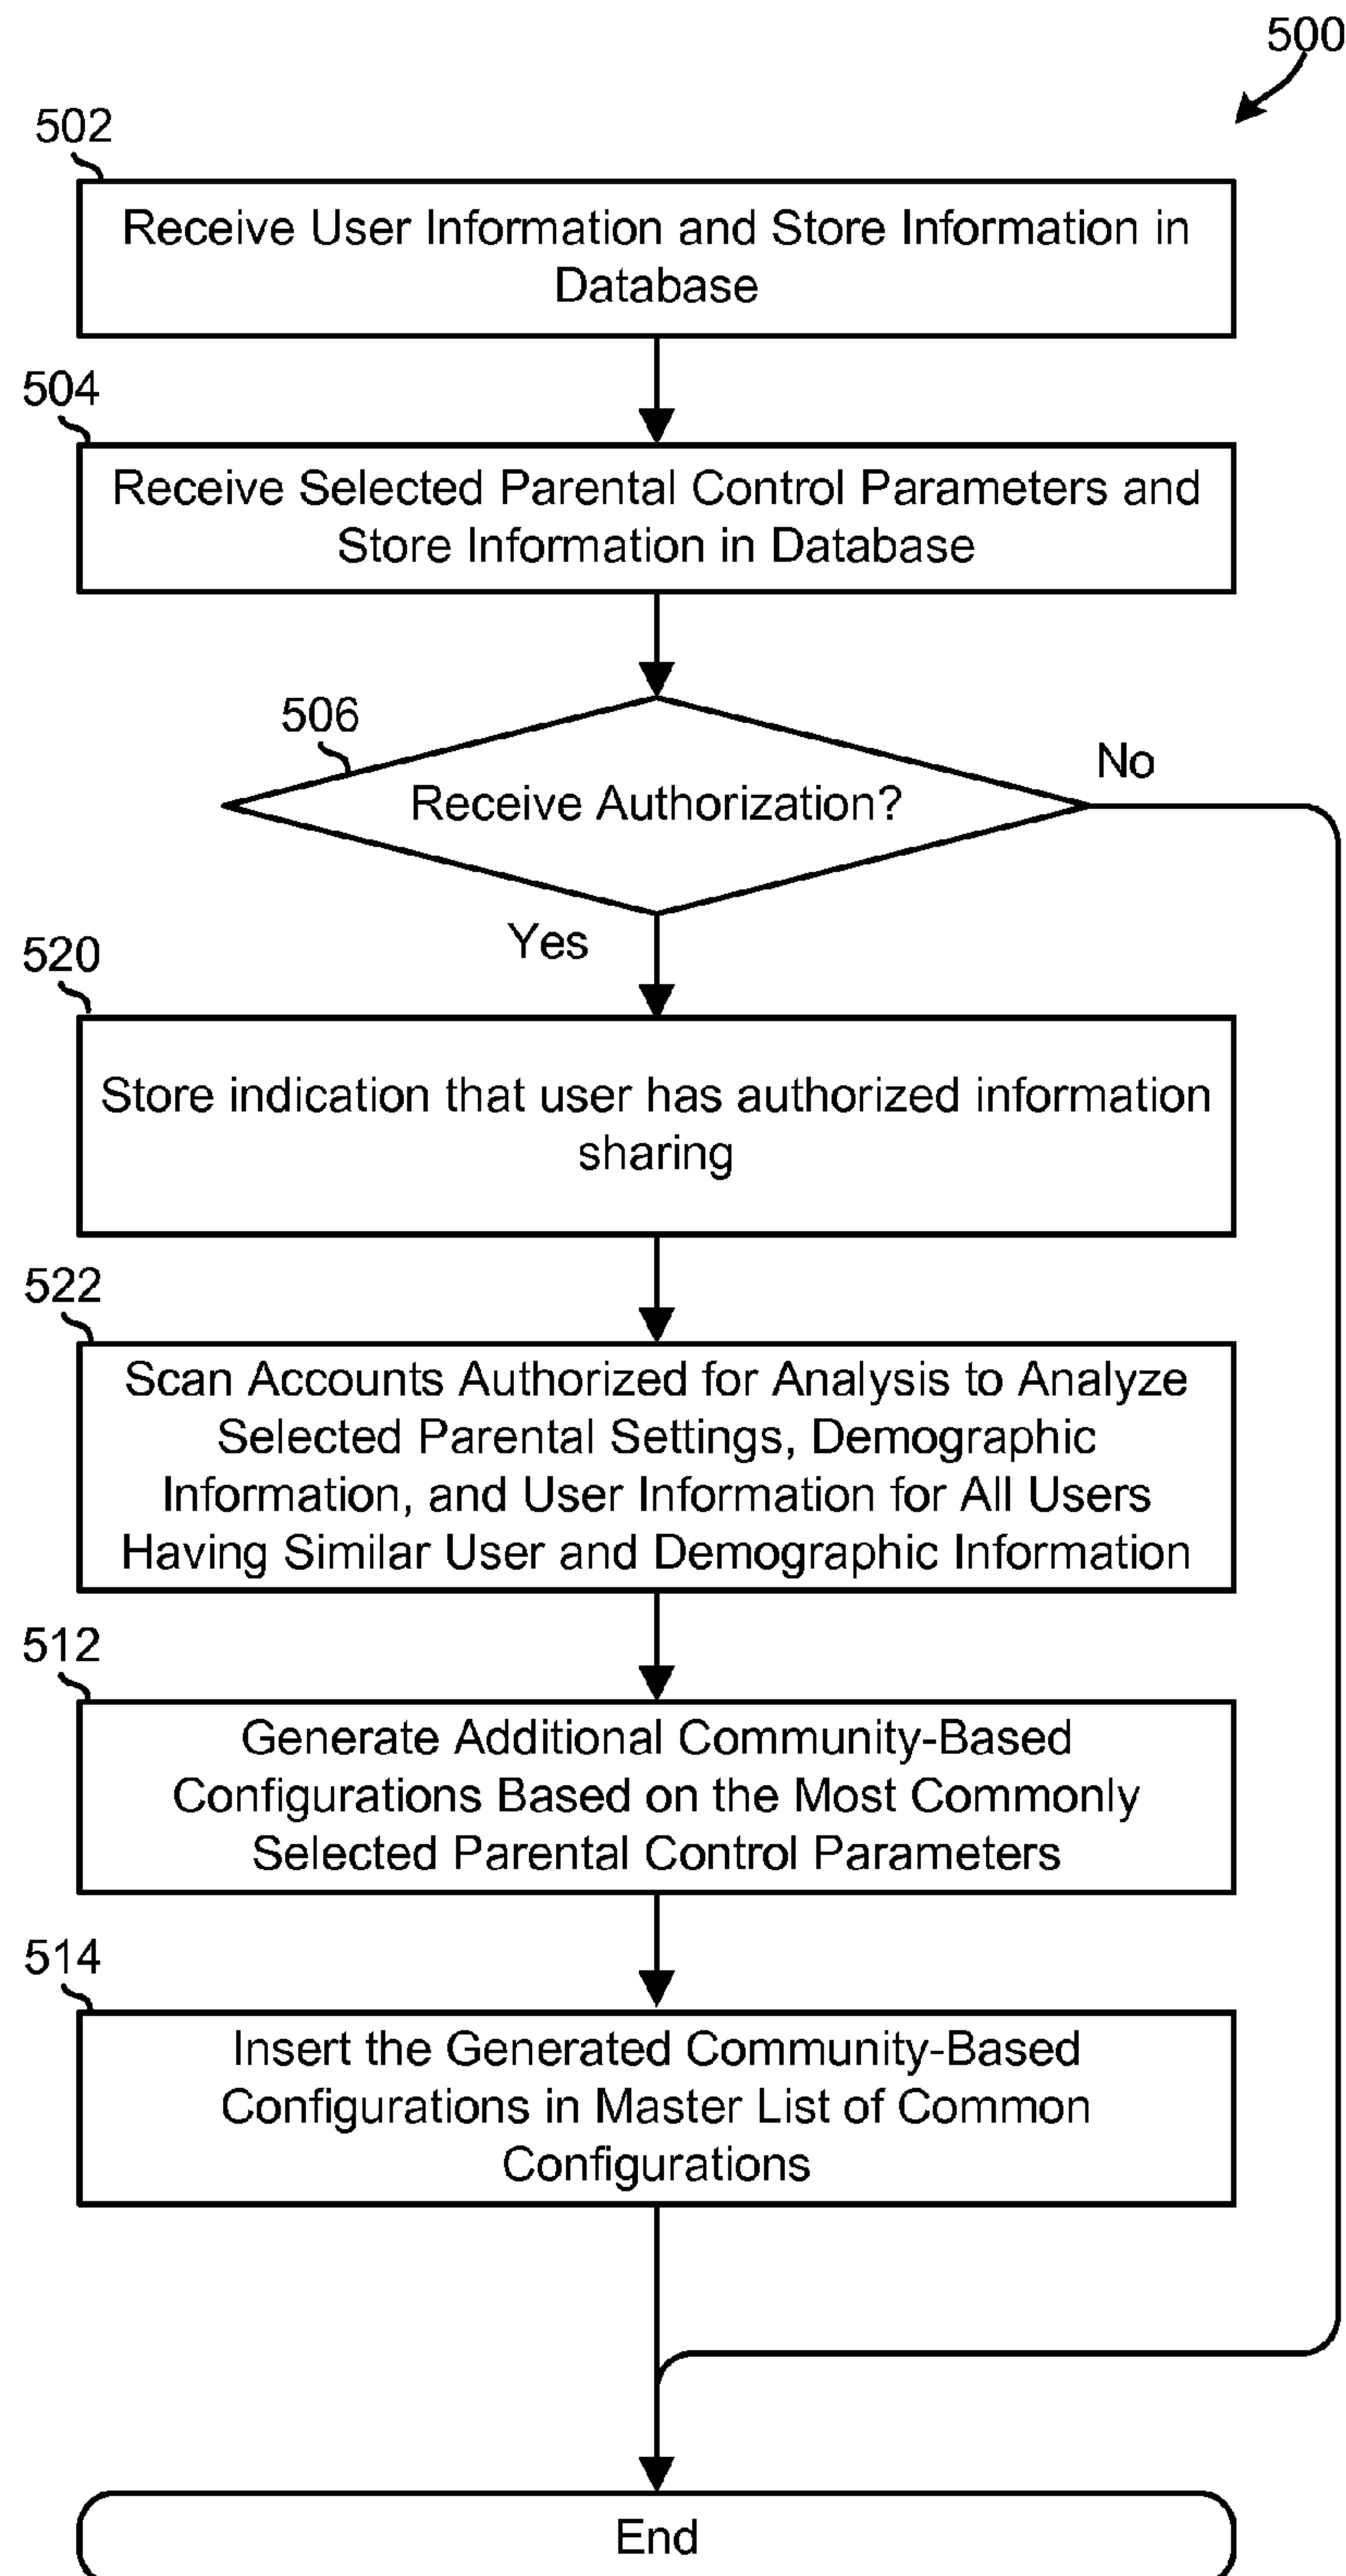 500
502
Receive User Information and Store Information in
Database
504
Receive Selected Parental Control Parameters and
Store Information in Database
506
Receive Authorization?
No
Yes
520
Store indication that user has authorized information
sharing
522
Scan Accounts Authorized for Analysis to Analyze
Selected Parental Settings, Demographic
Information, and User Information for All Users
Having Similar User and Demographic Information
512
Generate Additional Community-Based
Configurations Based on the Most Commonly
Selected Parental Control Parameters
514
Insert the Generated Community-Based
Configurations in Master List of Common
Configurations
End